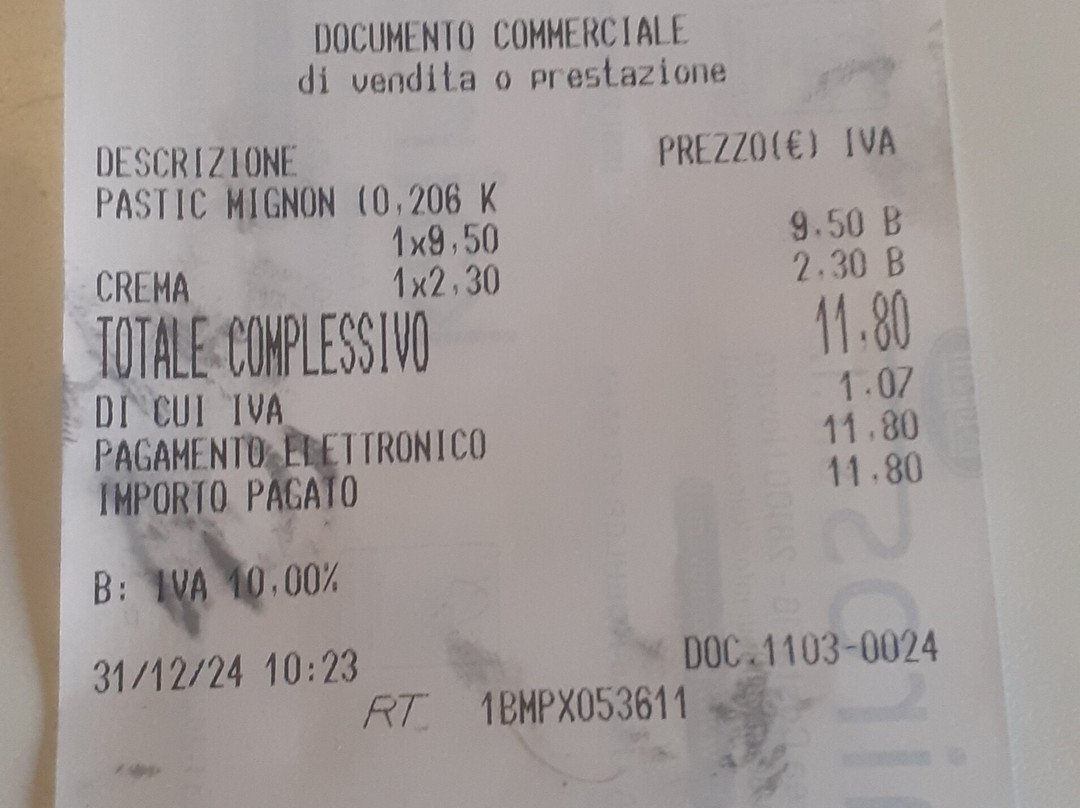 DOCUMENTO COMMERCIALE
di vendita o prestazione
DESCRIZIONE PREZZO(€) IVA
PASTIC MIGNON (0,206 K
1x9,50 9.50 B
CREMA 1x2,30 2.30 B
TOTALE COMPLESSIVO 11.80
DI CUI IVA 1.07
PAGAMENTO ELETTRONICO 11.80
IMPORTO PAGATO 11.80
B: IVA 10,00%
31/12/24 10:23 DOC.1103-0024
RT 1BMPX053611